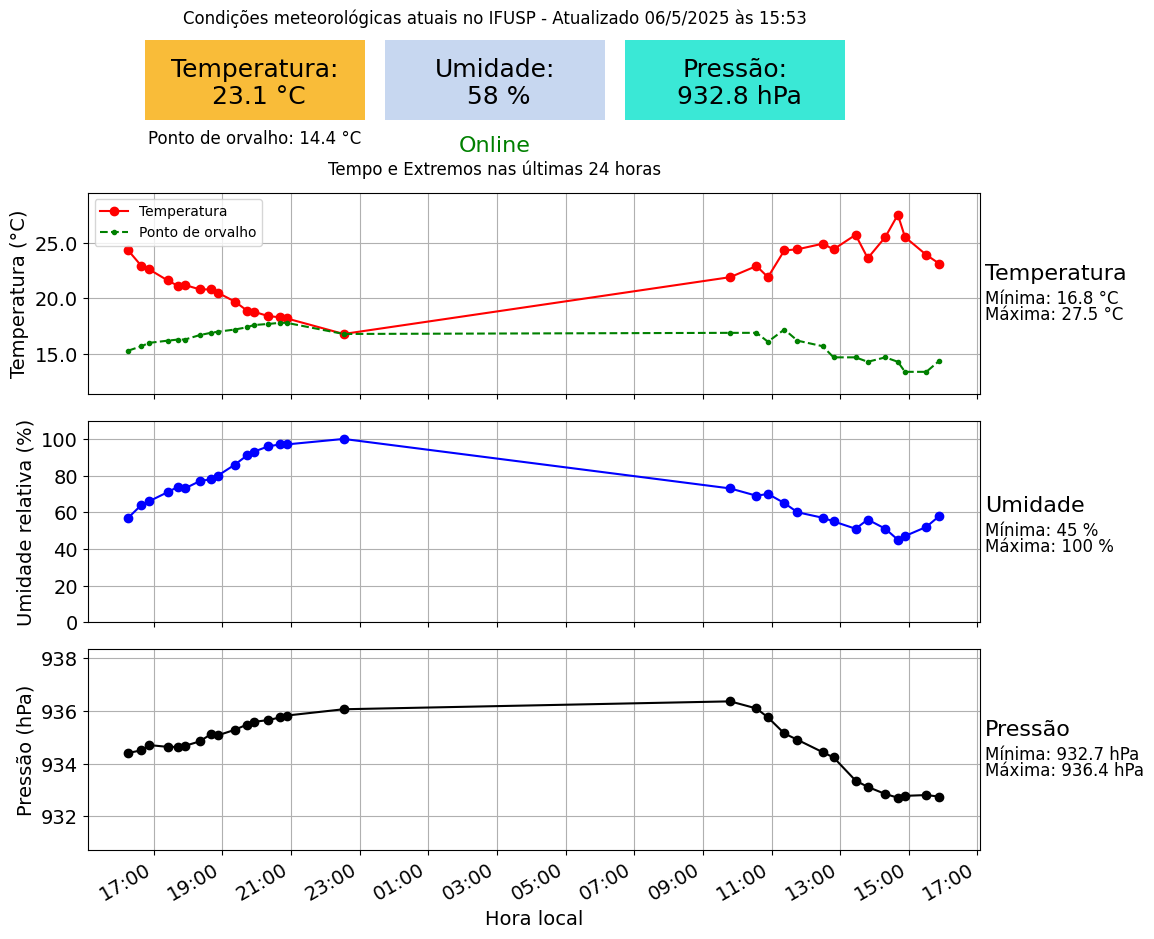 Condições meteorológicas atuais no IFUSP - Atualizado 06/5/2025 às 15:53
Temperatura:
23.1 °C
Umidade:
58 %
Pressão:
932.8 hPa
Ponto de orvalho: 14.4 °C
Online
Tempo e Extremos nas últimas 24 horas
Temperatura (°C)
25.0
20.0
15.0
Temperatura
Ponto de orvalho
Temperatura
Mínima: 16.8 °C
Máxima: 27.5 °C
Umidade relativa (%)
100
80
60
40
20
0
Umidade
Mínima: 45 %
Máxima: 100 %
Pressão (hPa)
938
936
934
932
Pressão
Mínima: 932.7 hPa
Máxima: 936.4 hPa
17:00
19:00
21:00
23:00
01:00
03:00
05:00
07:00
09:00
11:00
13:00
15:00
17:00
Hora local